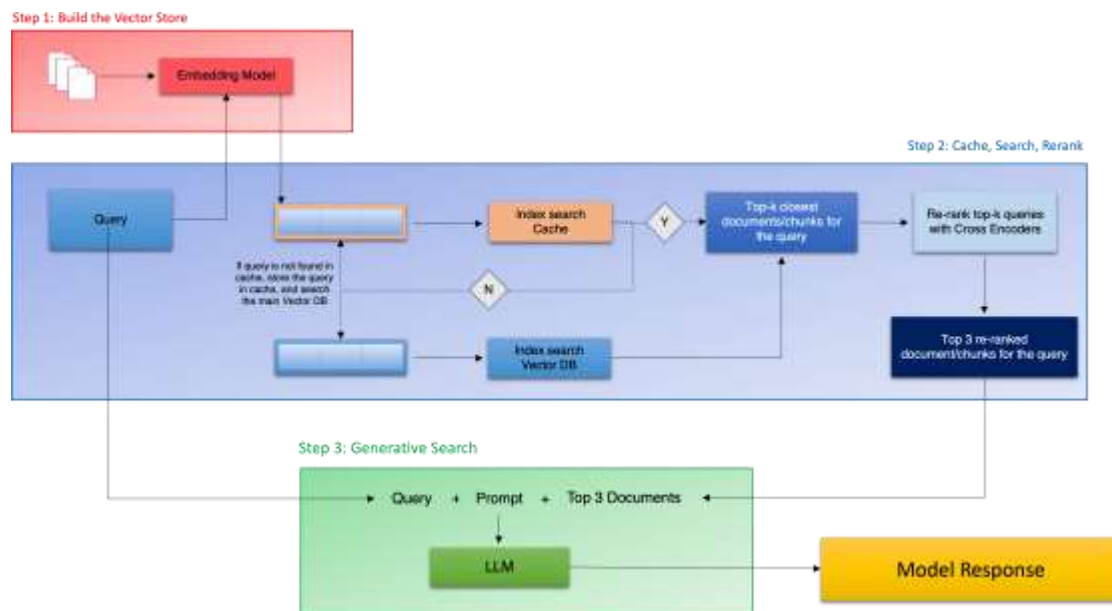 Step 1: Build the Vector Store
Embedding Model
Step 2: Cache, Search, Rerank
Query
Index search
Cache
Y
Top-k closest
documents/chunks for
the query
Re-rank top-k queries
with Cross Encoders
If query is not found in
cache, store the query
in cache, and search
the main Vector DB
N
Index search
Vector DB
Top 3 re-ranked
document/chunks for the query
Step 3: Generative Search
Query + Prompt + Top 3 Documents
LLM
Model Response